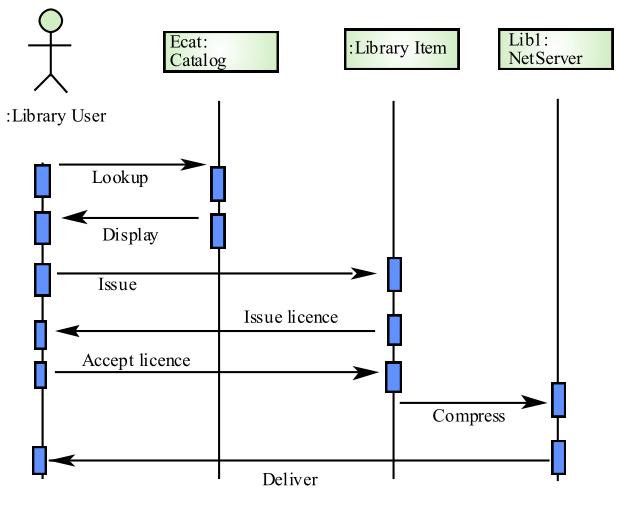 Ecat:
Catalog
:Library Item
Lib1:
NetServer
:Library User
Lookup
Display
Issue
Issue licence
Accept licence
Compress
Deliver